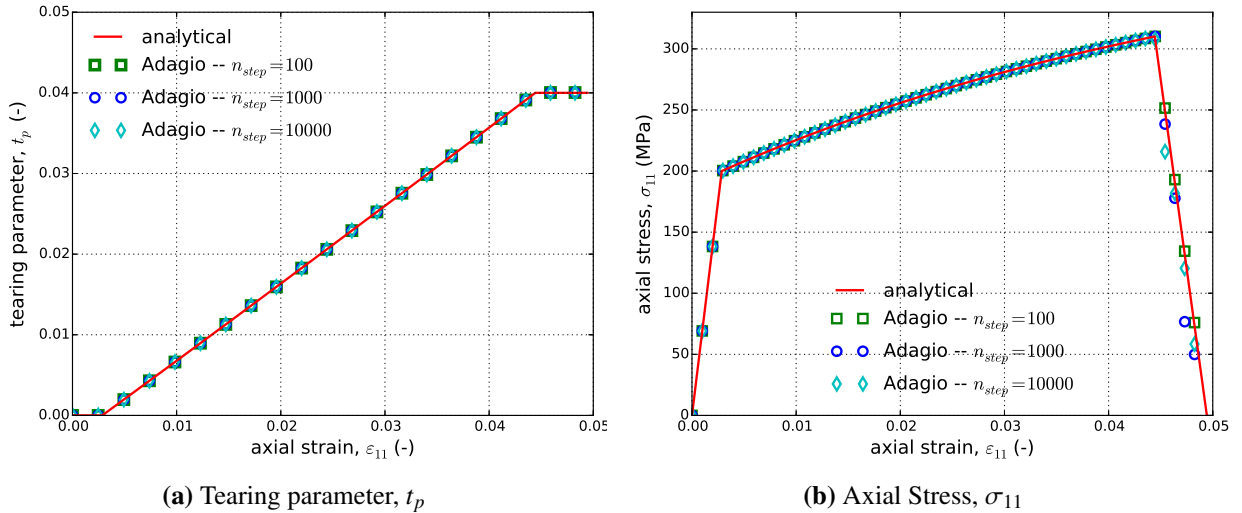 0.05
0.04
0.03
0.02
0.01
0.00
tearing parameter, t_p (-)
analytical
Adagio -- n_step=100
Adagio -- n_step=1000
Adagio -- n_step=10000
0.00 0.01 0.02 0.03 0.04 0.05
axial strain, ε_11 (-)
(a) Tearing parameter, t_p
300
250
200
150
100
50
0
axial stress, σ_11 (MPa)
analytical
Adagio -- n_step=100
Adagio -- n_step=1000
Adagio -- n_step=10000
0.00 0.01 0.02 0.03 0.04 0.05
axial strain, ε_11 (-)
(b) Axial Stress, σ_11